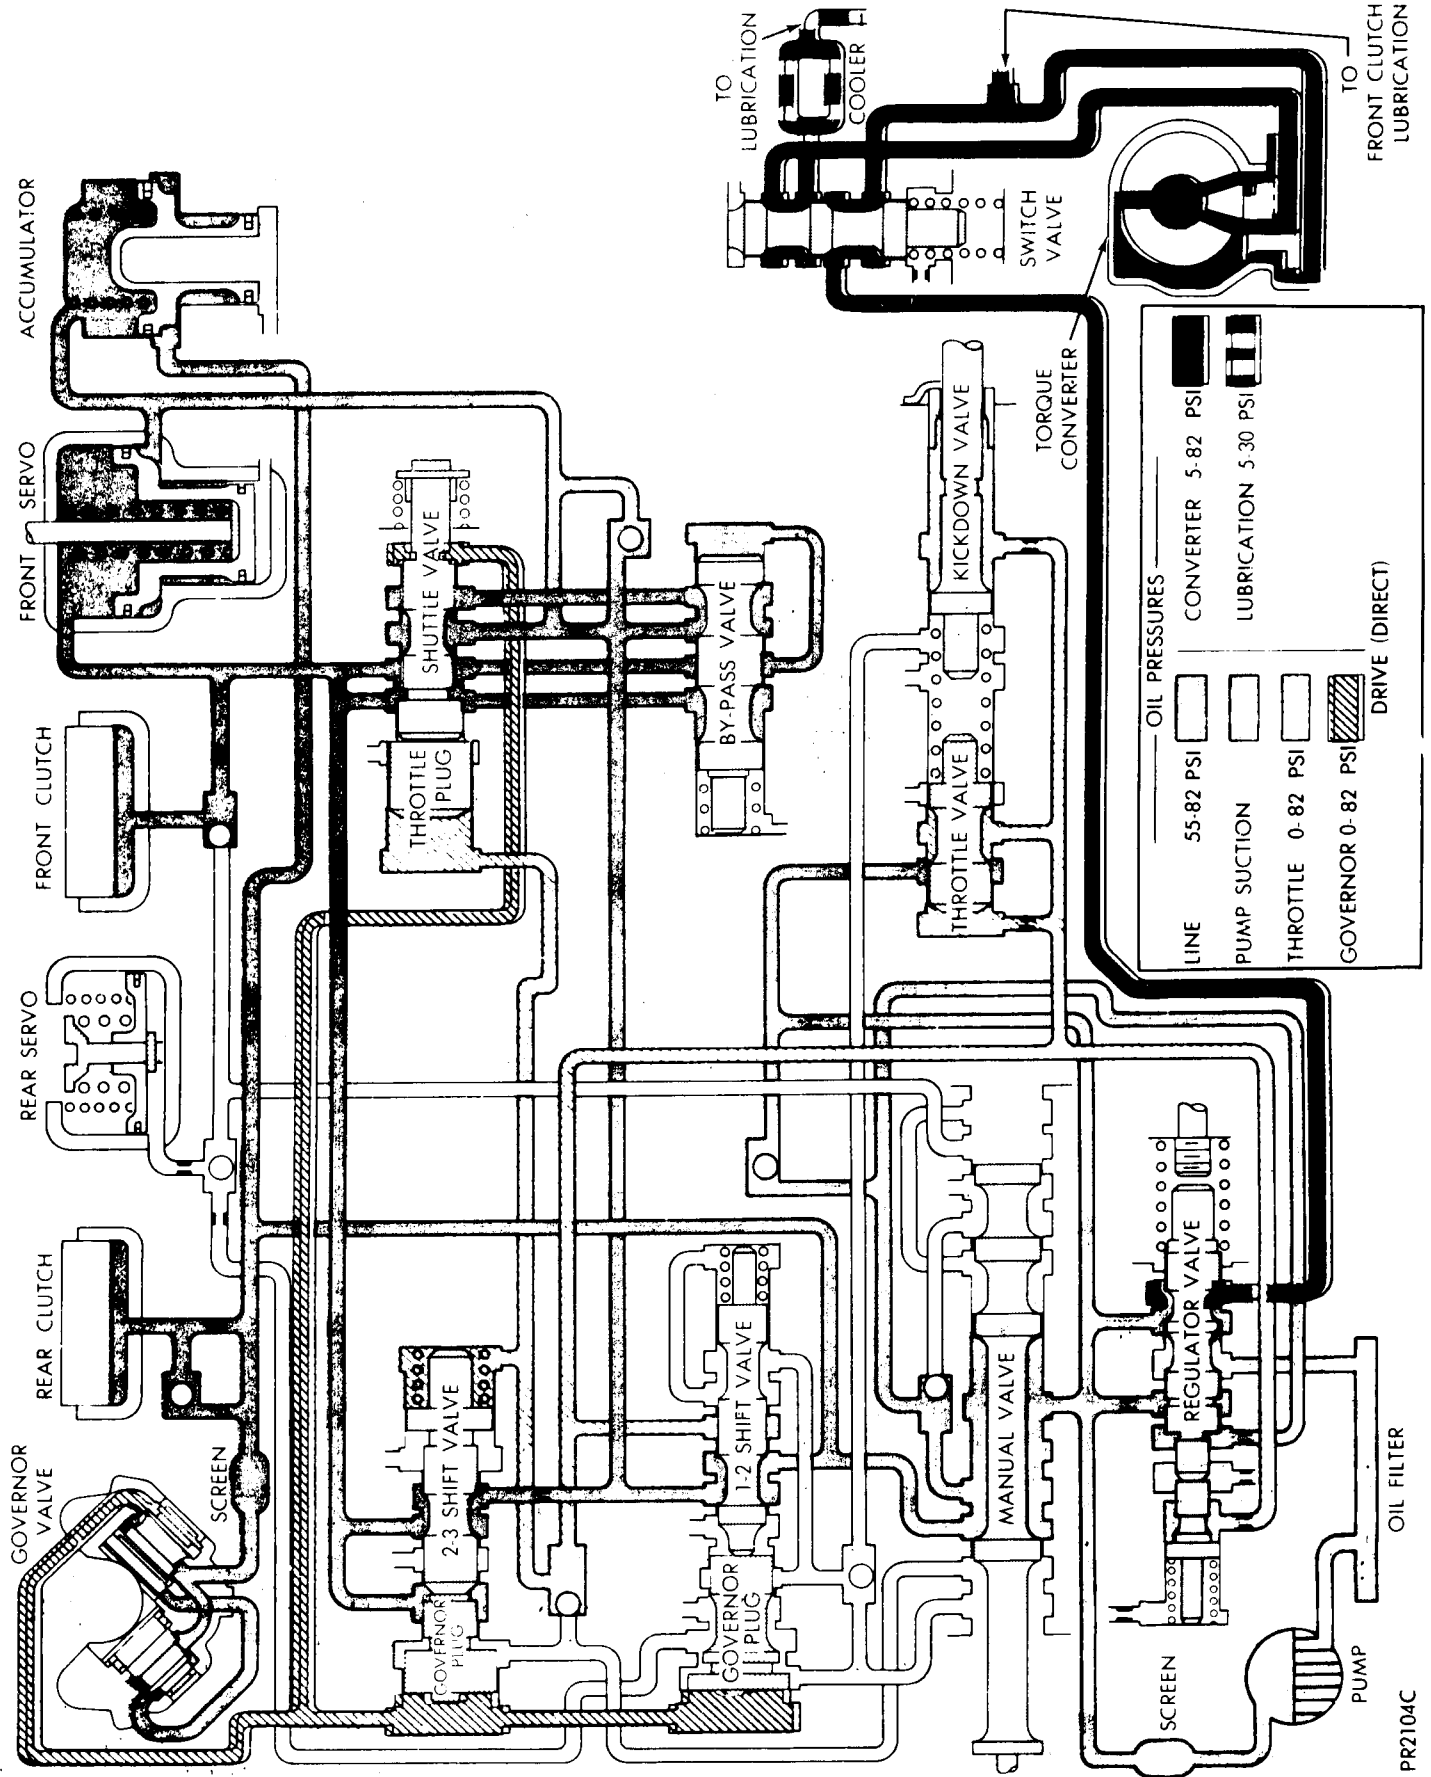 GOVERNOR
VALVE
REAR CLUTCH
REAR SERVO
FRONT CLUTCH
FRONT SERVO
ACCUMULATOR
SCREEN
2-3 SHIFT VALVE
GOVERNOR
PLUG
THROTTLE
PLUG
SHUTTLE VALVE
1-2 SHIFT VALVE
GOVERNOR
PLUG
BY-PASS VALVE
TO
LUBRICATION
COOLER
SWITCH
VALVE
MANUAL VALVE
THROTTLE VALVE
KICKDOWN VALVE
TORQUE
CONVERTER
TO
FRONT CLUTCH
LUBRICATION
REGULATOR VALVE
SCREEN
PUMP
OIL FILTER
OIL PRESSURES
LINE 55-82 PSI
PUMP SUCTION
THROTTLE 0-82 PSI
GOVERNOR 0-82 PSI
CONVERTER 5-82 PSI
LUBRICATION 5-30 PSI
DRIVE (DIRECT)
PR2104C